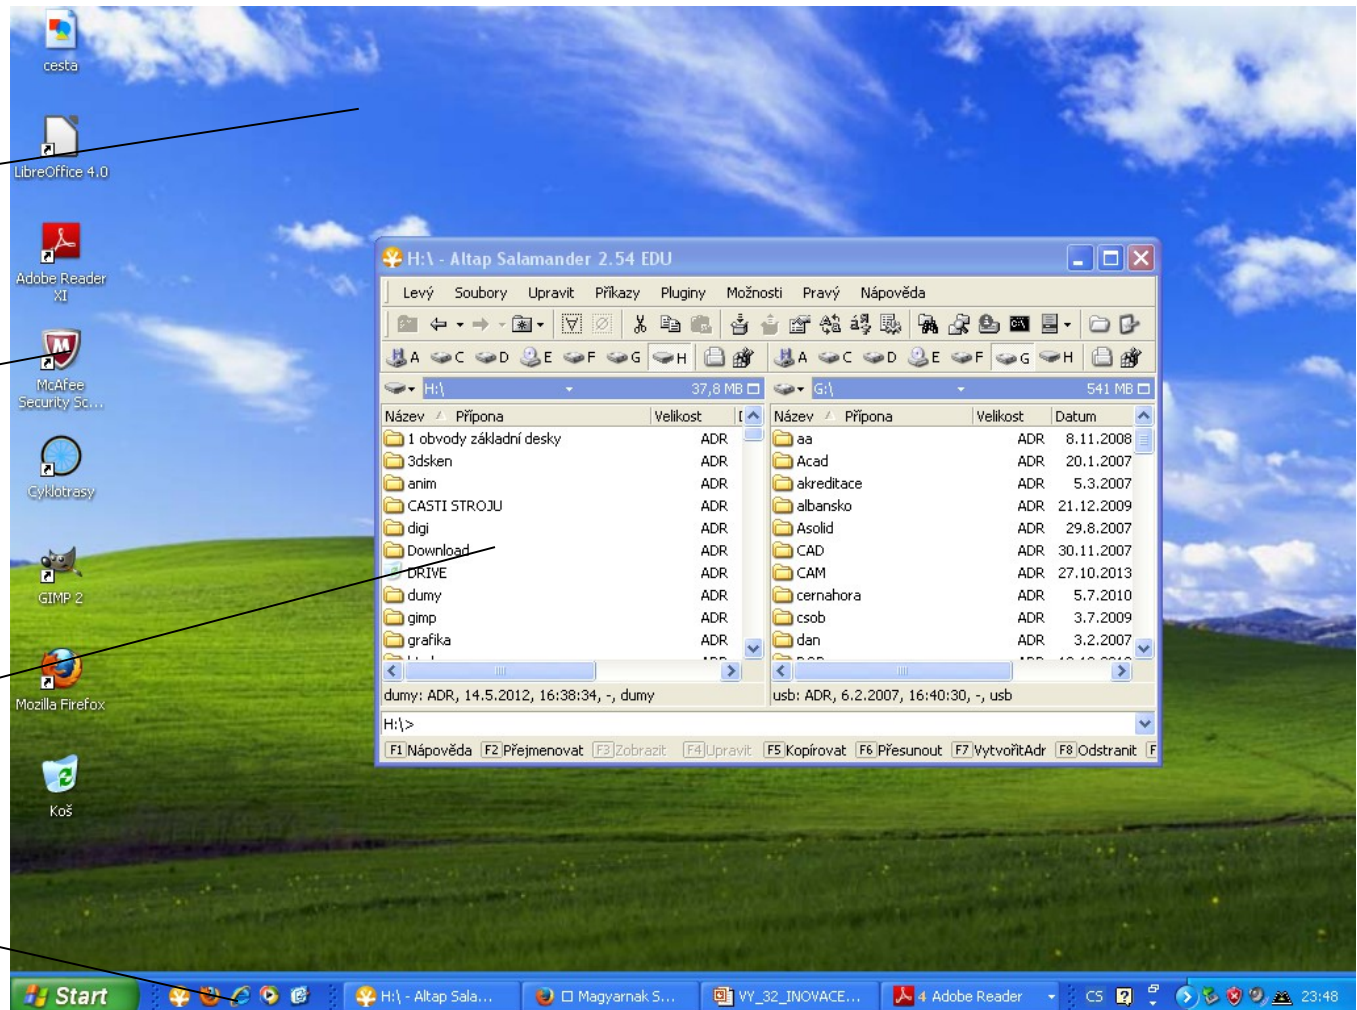 cesta
LibreOffice 4.0
Adobe Reader
XI
McAfee
Security Sc...
Cyklotrasy
GIMP 2
Mozilla Firefox
Koš
H:\ - Altap Salamander 2.54 EDU
Levý Soubory Upravit Příkazy Pluginy Možnosti Pravý Nápověda
A C D E F G H A C D E F G H
H:\ 37,8 MB G:\ 541 MB
Název Přípona Velikost Název Přípona Velikost Datum
1 obvody základní desky ADR aa ADR 8.11.2008
3dsken ADR Acad ADR 20.1.2007
anim ADR akreditace ADR 5.3.2007
CASTI STROJU ADR albansko ADR 21.12.2009
digi ADR Asolid ADR 29.8.2007
Download ADR CAD ADR 30.11.2007
DRIVE ADR CAM ADR 27.10.2013
dumy ADR cernahora ADR 5.7.2010
gimp ADR csob ADR 3.7.2009
grafika ADR dan ADR 3.2.2007
dumy: ADR, 14.5.2012, 16:38:34, -, dumy usb: ADR, 6.2.2007, 16:40:30, -, usb
H:\>
F1 Nápověda F2 Přejmenovat F3 Zobrazit F4 Upravit F5 Kopírovat F6 Přesunout F7 VytvořitAdr F8 Odstranit F
Start H:\ - Altap Sala... Magyarnak S... VY_32_INOVACE... 4 Adobe Reader CS 23:48